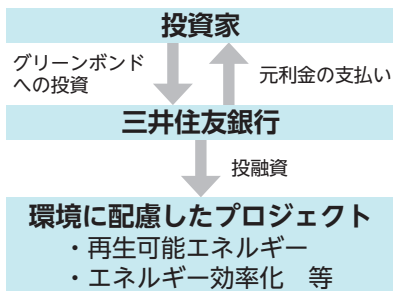 投資家
グリーンボンド
への投資
元利金の支払い
三井住友銀行
投融資
環境に配慮したプロジェクト
・再生可能エネルギー
・エネルギー効率化　等